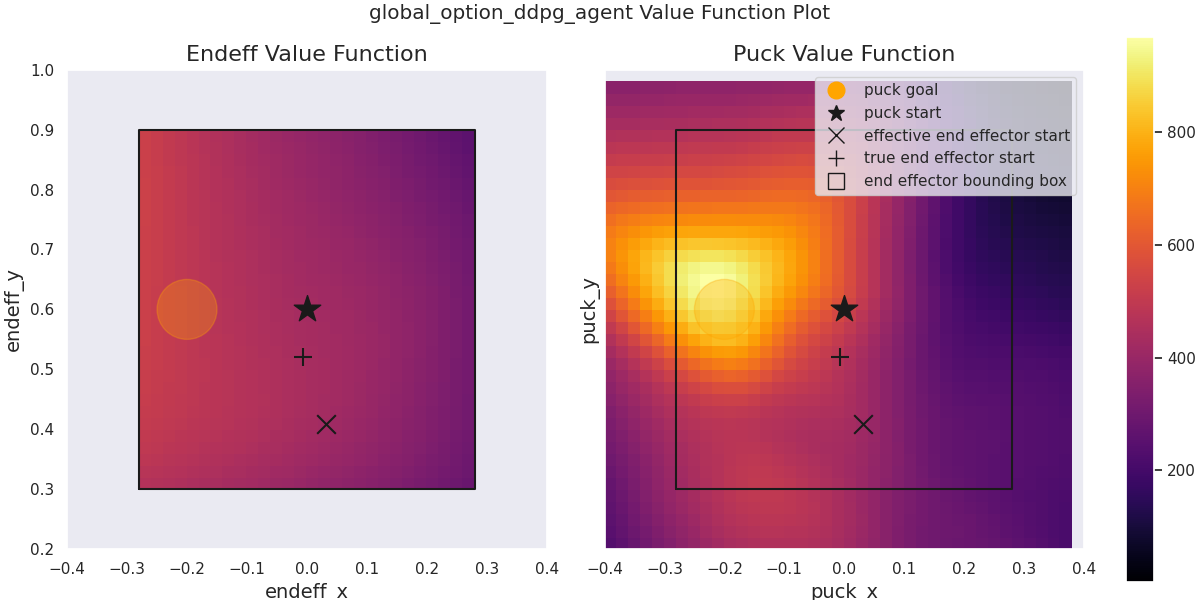 global_option_ddpg_agent Value Function Plot
Endeff Value Function
1.0
0.9
0.8
0.7
0.6
0.5
0.4
0.3
0.2
endeff_y
−0.4 −0.3 −0.2 −0.1 0.0 0.1 0.2 0.3 0.4
endeff_x
Puck Value Function
puck goal
puck start
effective end effector start
true end effector start
end effector bounding box
puck_y
−0.4 −0.3 −0.2 −0.1 0.0 0.1 0.2 0.3 0.4
puck_x
800
600
400
200